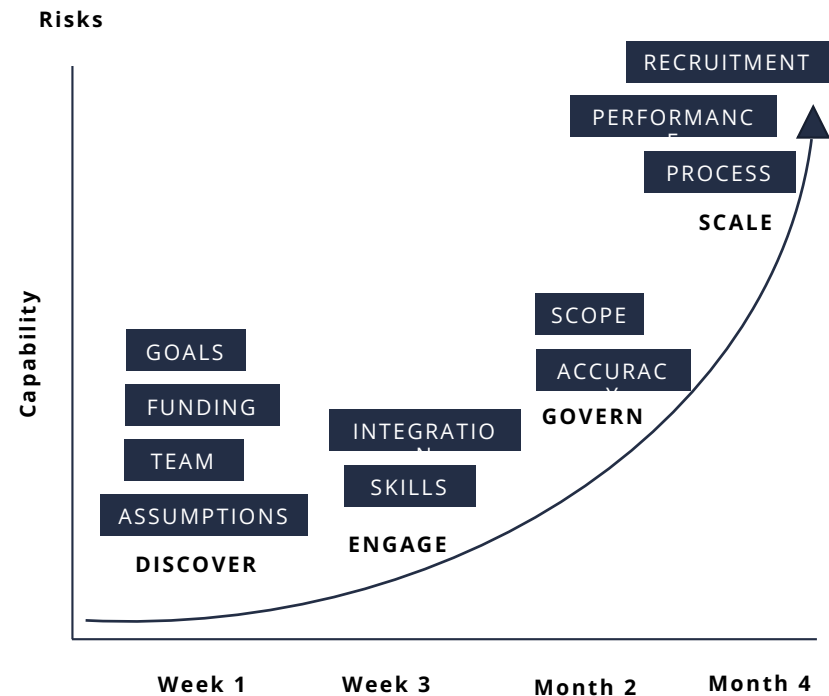 Risks
RECRUITMENT
PERFORMANC
E
PROCESS
SCALE
Capability
SCOPE
ACCURAC
Y
GOVERN
GOALS
FUNDING
TEAM
ASSUMPTIONS
DISCOVER
INTEGRATIO
N
SKILLS
ENGAGE
Week 1
Week 3
Month 2
Month 4